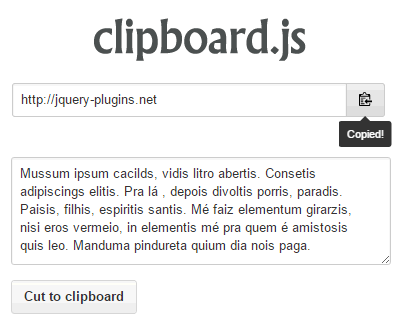 clipboard.js
http://jquery-plugins.net
Copied!
Mussum ipsum cacilds, vidis litro abertis. Consetis
adipiscings elitis. Pra lá , depois divoltis porris, paradis.
Paisis, filhis, espiritis santis. Mé faiz elementum girarzis,
nisi eros vermeio, in elementis mé pra quem é amistosis
quis leo. Manduma pindureta quium dia nois paga.
Cut to clipboard